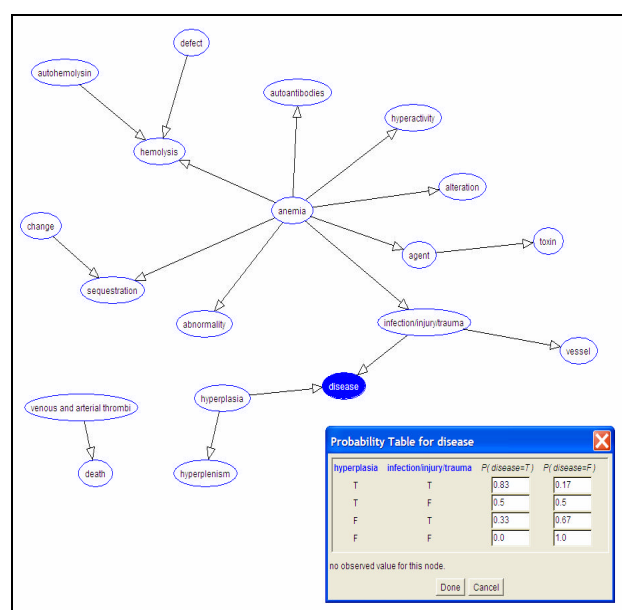 defect
autohemolysin
autoantibodies
hyperactivity
hemolysis
alteration
anemia
change
toxin
agent
sequestration
abnormality
infection/injury/trauma
vessel
disease
hyperplasia
venous and arterial thrombi
death
hyperplenism
Probability Table for disease
hyperplasia infection/injury/trauma P(disease=T) P(disease=F)
T T 0.83 0.17
T F 0.5 0.5
F T 0.33 0.67
F F 0.0 1.0
no observed value for this node.
Done Cancel